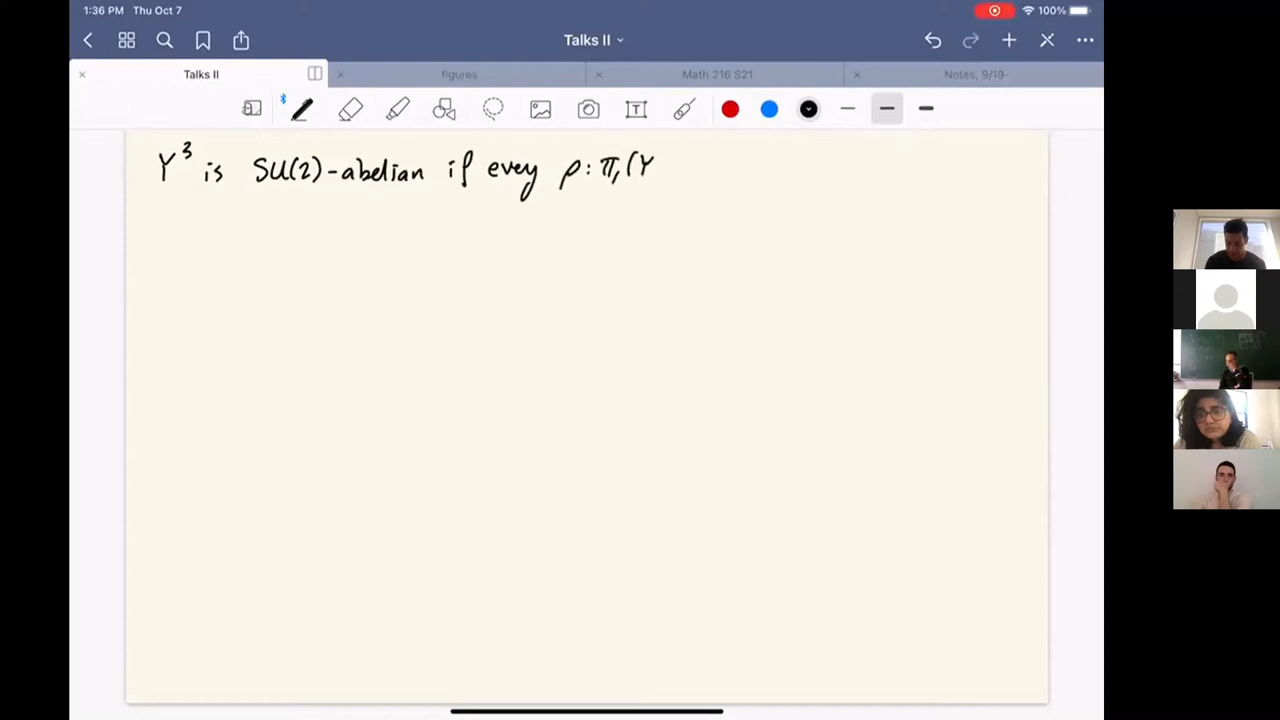 1:36 PM Thu Oct 7
100%
Talks II
Talks II
figures
Math 216 S21
Notes, 9/19-
Y³ is SU(2)-abelian if every ρ: π₁(Y